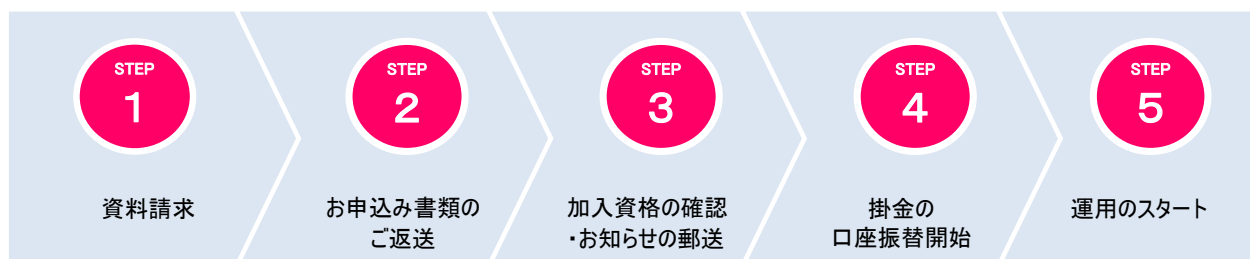 STEP
1
資料請求
STEP
2
お申込み書類の
ご返送
STEP
3
加入資格の確認
・お知らせの郵送
STEP
4
掛金の
口座振替開始
STEP
5
運用のスタート